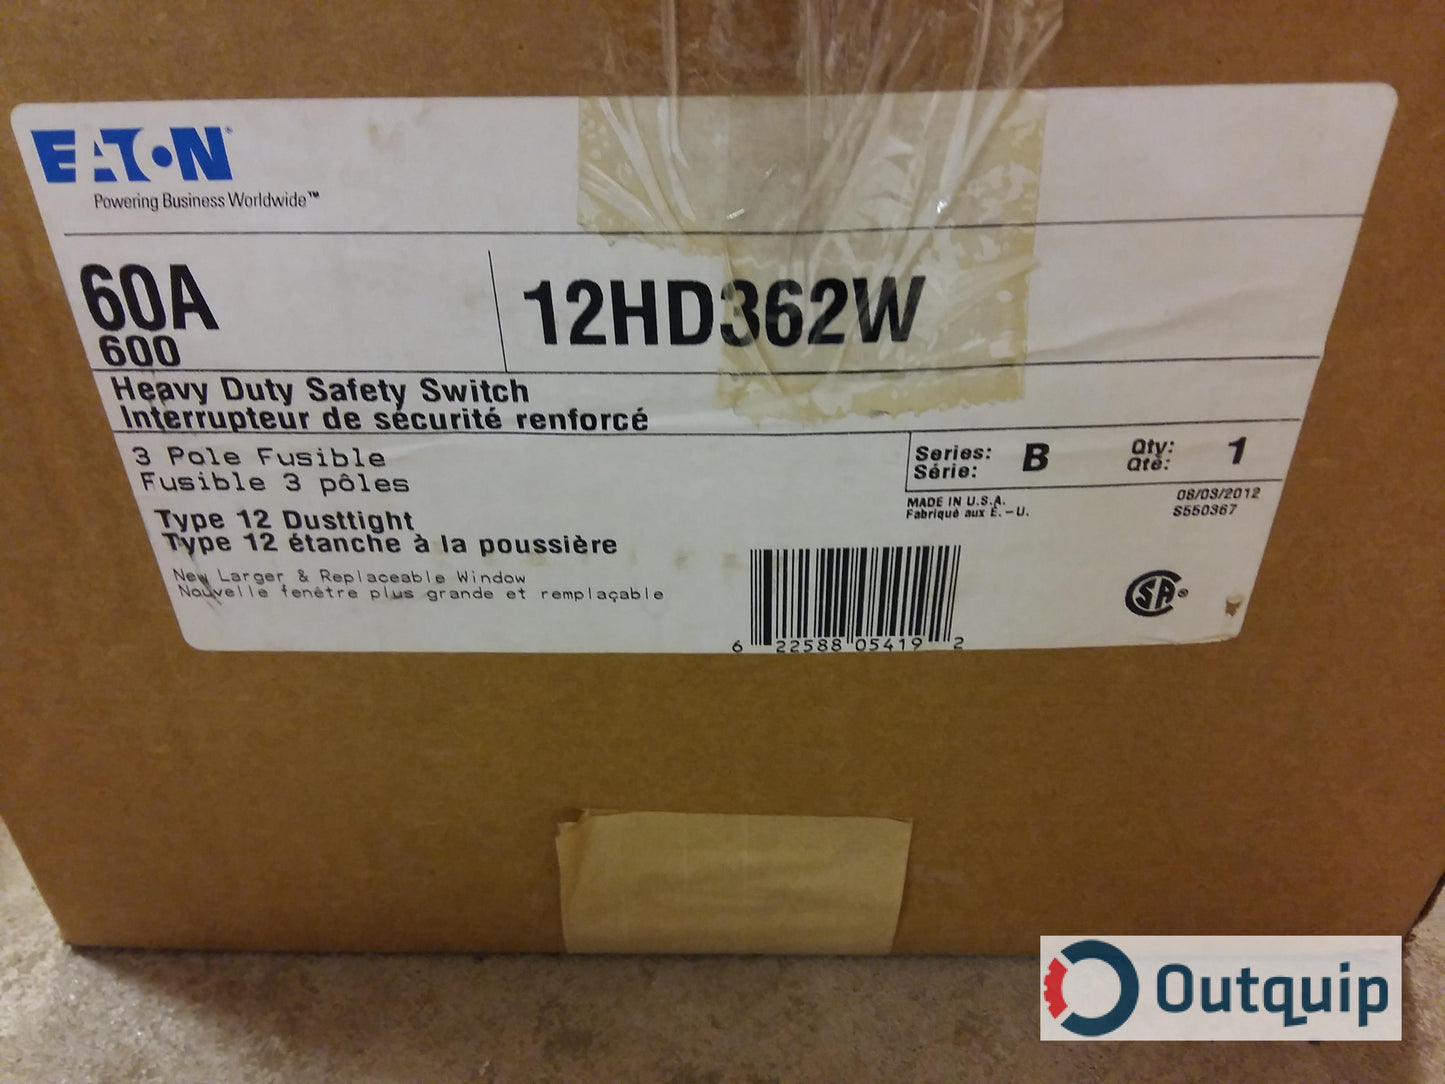 EATON®
Powering Business Worldwide™
60A
600
12HD362W
Heavy Duty Safety Switch
Interrupteur de sécurité renforcé
3 Pole Fusible
Fusible 3 pôles
Series: B Qty: 1
Série: Qté:
MADE IN U.S.A.
Fabriqué aux É.-U.
08/03/2012
S550367
Type 12 Dusttight
Type 12 étanche à la poussière
New Larger & Replaceable Window
Nouvelle fenêtre plus grande et remplaçable
6 22588 05419 2
SA®
Outquip